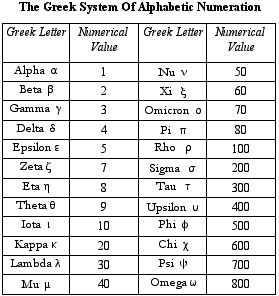 The Greek System Of Alphabetic Numeration
Greek Letter Numerical Value Greek Letter Numerical Value
Alpha α 1 Nu ν 50
Beta β 2 Xi ξ 60
Gamma γ 3 Omicron ο 70
Delta δ 4 Pi π 80
Epsilon ε 5 Rho ρ 100
Zeta ζ 7 Sigma σ 200
Eta η 8 Tau τ 300
Theta θ 9 Upsilon υ 400
Iota ι 10 Phi ϕ 500
Kappa κ 20 Chi χ 600
Lambda λ 30 Psi ψ 700
Mu μ 40 Omega ω 800